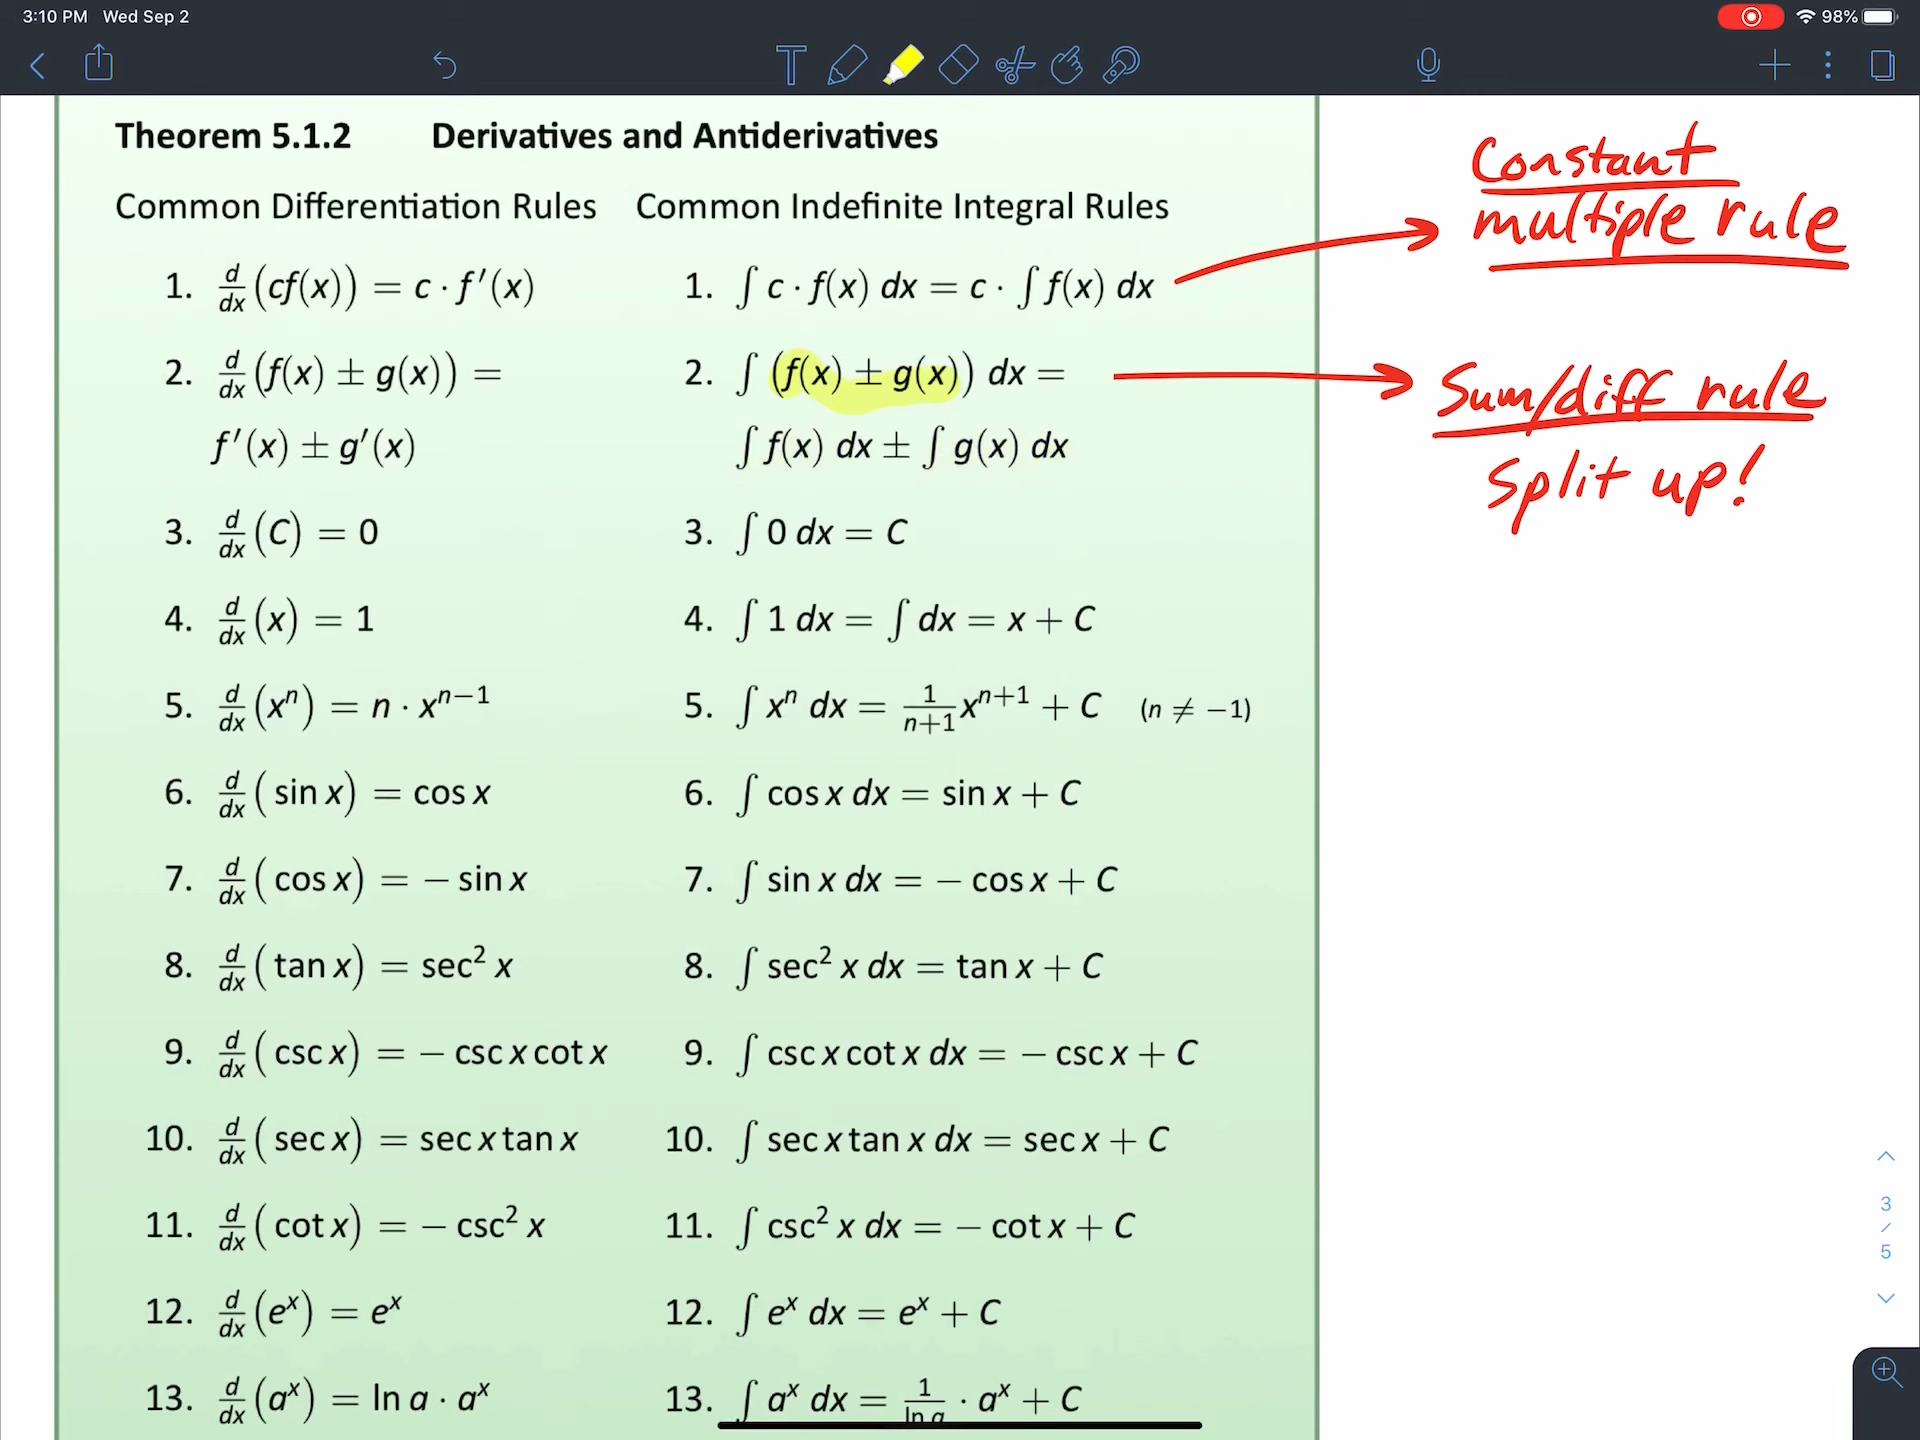 3:10 PM Wed Sep 2
98%
Theorem 5.1.2 Derivatives and Antiderivatives
Common Differentiation Rules Common Indefinite Integral Rules
1. d/dx (cf(x)) = c · f′(x) 1. ∫ c · f(x) dx = c · ∫ f(x) dx
2. d/dx (f(x) ± g(x)) = 2. ∫ (f(x) ± g(x)) dx =
f′(x) ± g′(x) ∫ f(x) dx ± ∫ g(x) dx
3. d/dx (C) = 0 3. ∫ 0 dx = C
4. d/dx (x) = 1 4. ∫ 1 dx = ∫ dx = x + C
5. d/dx (xⁿ) = n · xⁿ⁻¹ 5. ∫ xⁿ dx = 1/(n+1) xⁿ⁺¹ + C (n ≠ −1)
6. d/dx (sin x) = cos x 6. ∫ cos x dx = sin x + C
7. d/dx (cos x) = − sin x 7. ∫ sin x dx = − cos x + C
8. d/dx (tan x) = sec² x 8. ∫ sec² x dx = tan x + C
9. d/dx (csc x) = − csc x cot x 9. ∫ csc x cot x dx = − csc x + C
10. d/dx (sec x) = sec x tan x 10. ∫ sec x tan x dx = sec x + C
11. d/dx (cot x) = − csc² x 11. ∫ csc² x dx = − cot x + C
12. d/dx (eˣ) = eˣ 12. ∫ eˣ dx = eˣ + C
13. d/dx (aˣ) = ln a · aˣ 13. ∫ aˣ dx = 1/ln a · aˣ + C
Constant
multiple rule
Sum/diff rule
Split up!
3
/
5